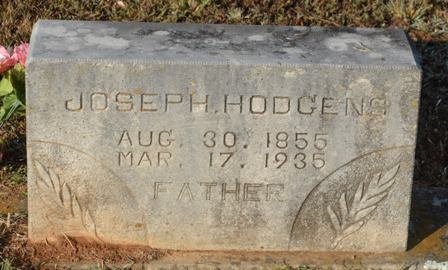 JOSEPH.HODGENS
AUG. 30. 1855
MAR. 17. 1935
FATHER